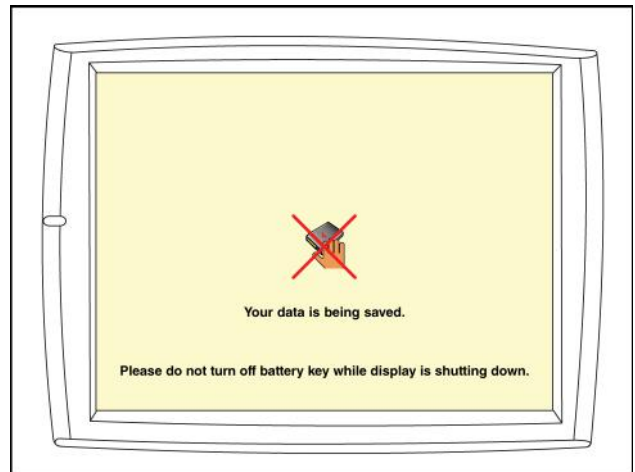 Your data is being saved.
Please do not turn off battery key while display is shutting down.